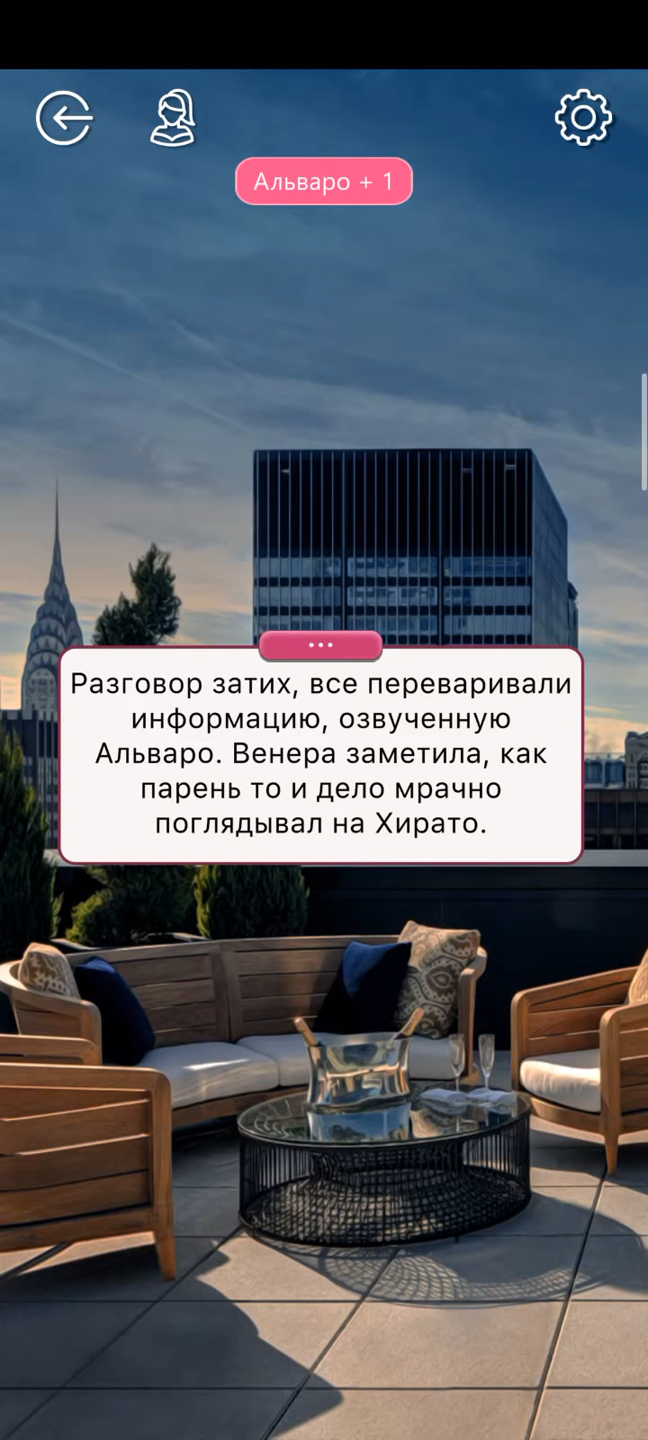 Альваро + 1
...
Разговор затих, все переваривали
информацию, озвученную
Альваро. Венера заметила, как
парень то и дело мрачно
поглядывал на Хирато.